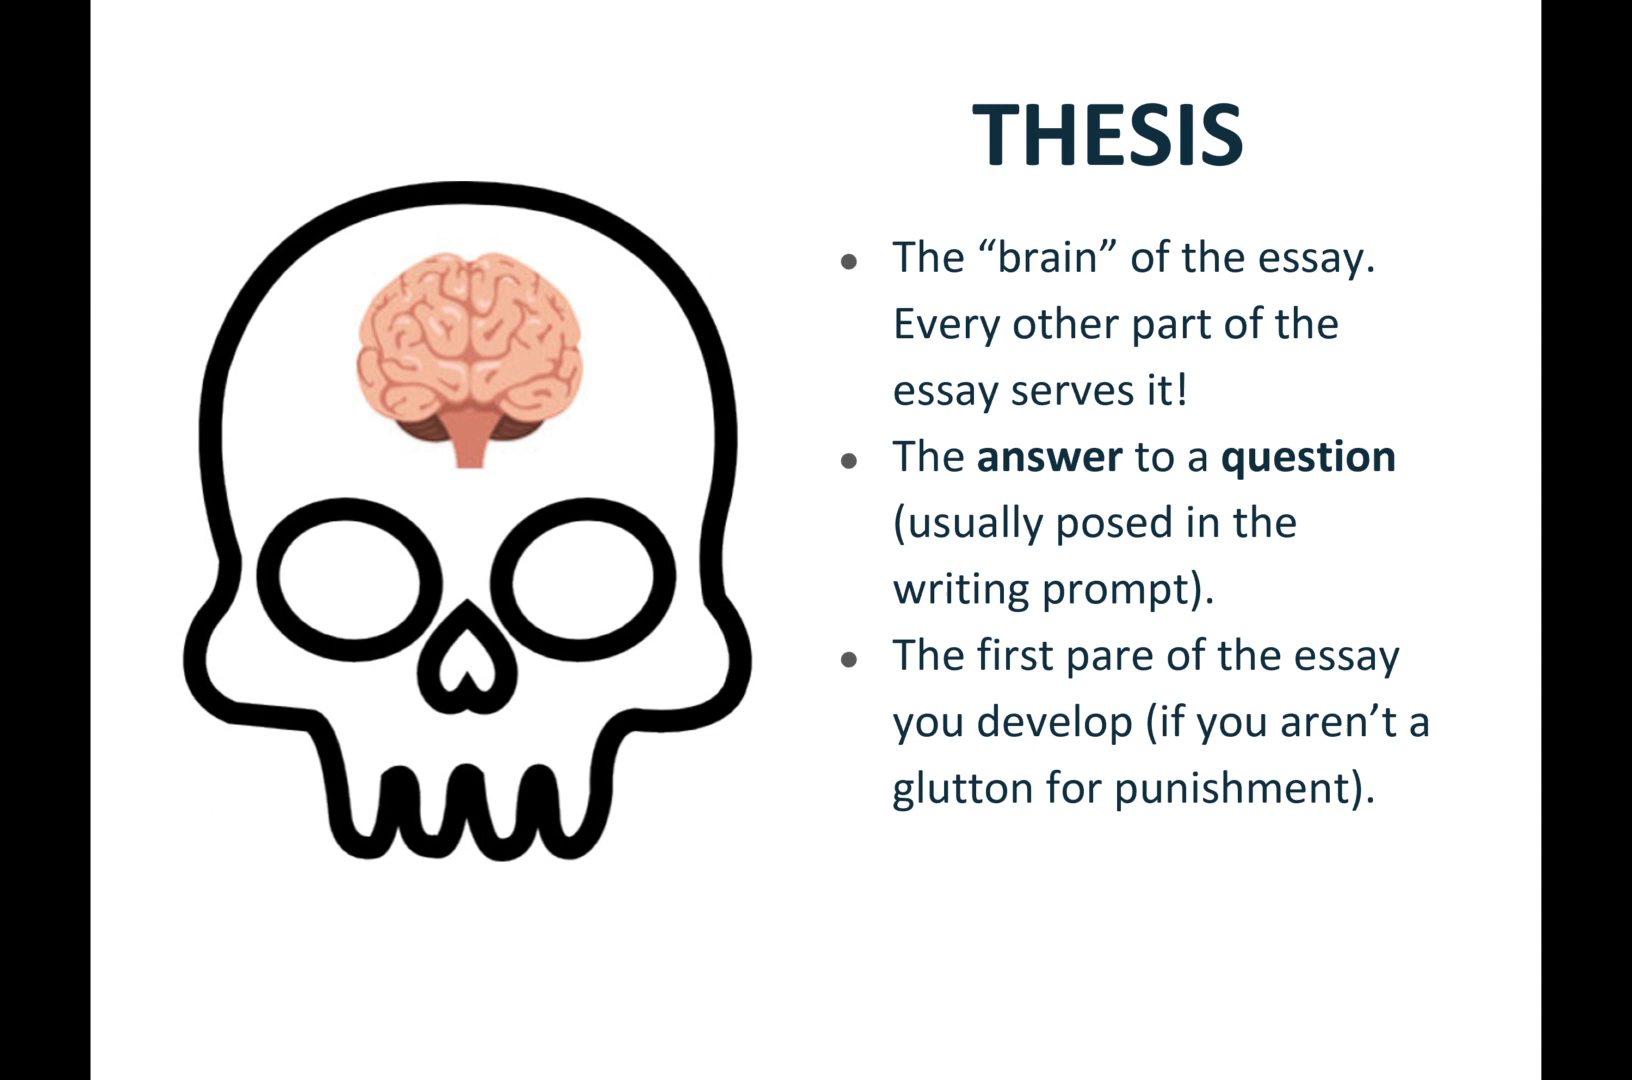 THESIS
● The “brain” of the essay.
Every other part of the
essay serves it!
● The answer to a question
(usually posed in the
writing prompt).
● The first pare of the essay
you develop (if you aren’t a
glutton for punishment).